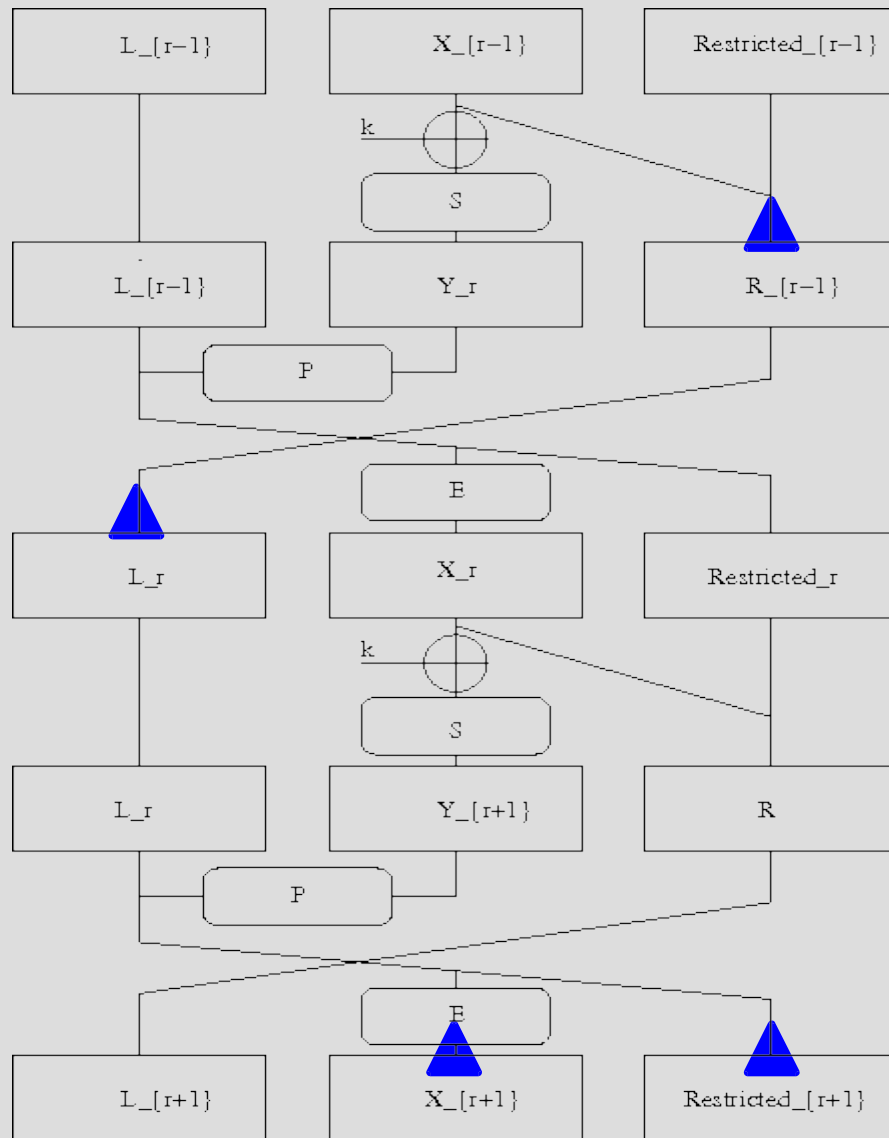 L_{r-1} X_{r-1} Restricted_{r-1}
k
S
L_{r-1} Y_r R_{r-1}
P
E
L_r X_r Restricted_r
k
S
L_r Y_{r+1} R
P
E
L_{r+1} X_{r+1} Restricted_{r+1}